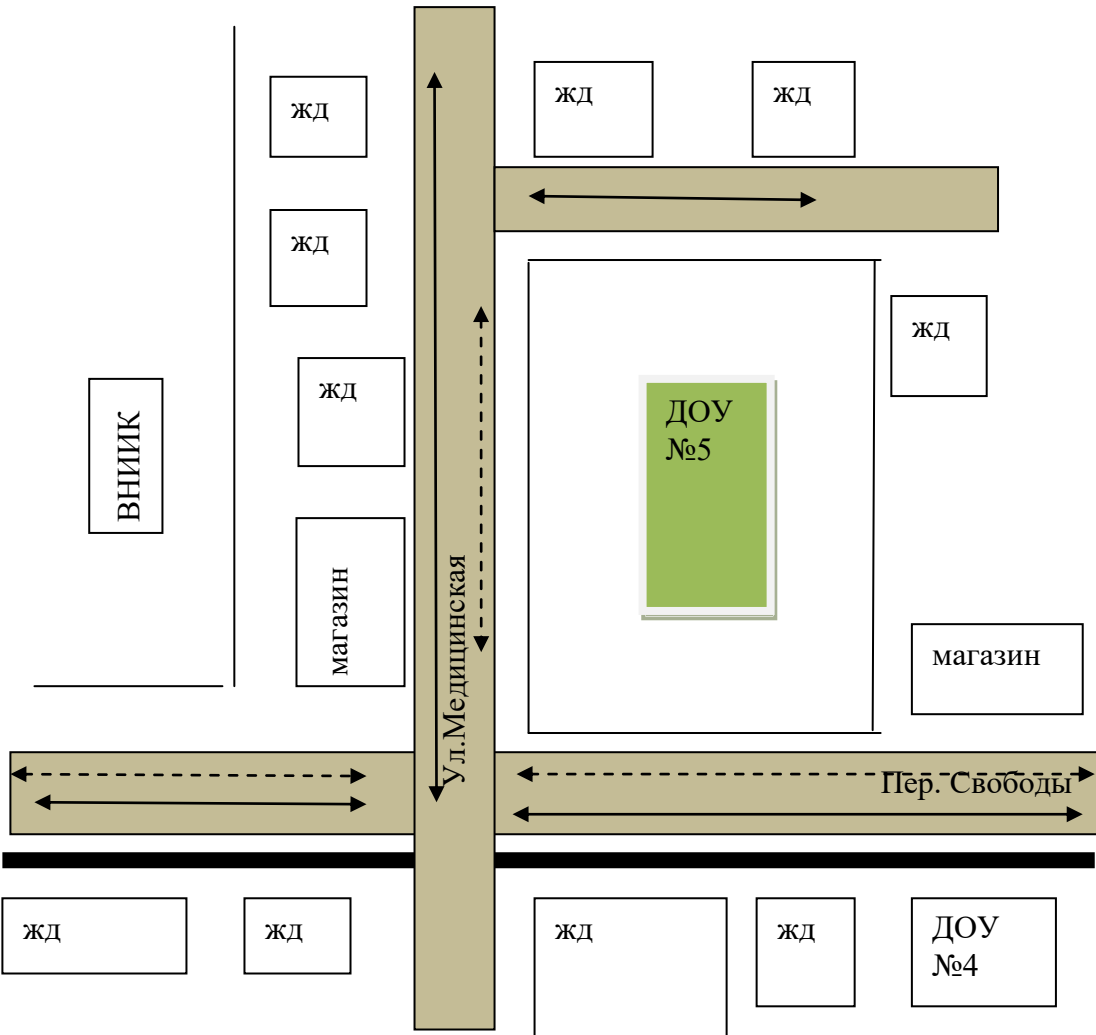 жд
жд
жд
жд
жд
жд
ДОУ
№5
жд
ВНИИК
магазин
Ул.Медицинская
магазин
Пер. Свободы
жд
жд
жд
жд
ДОУ
№4